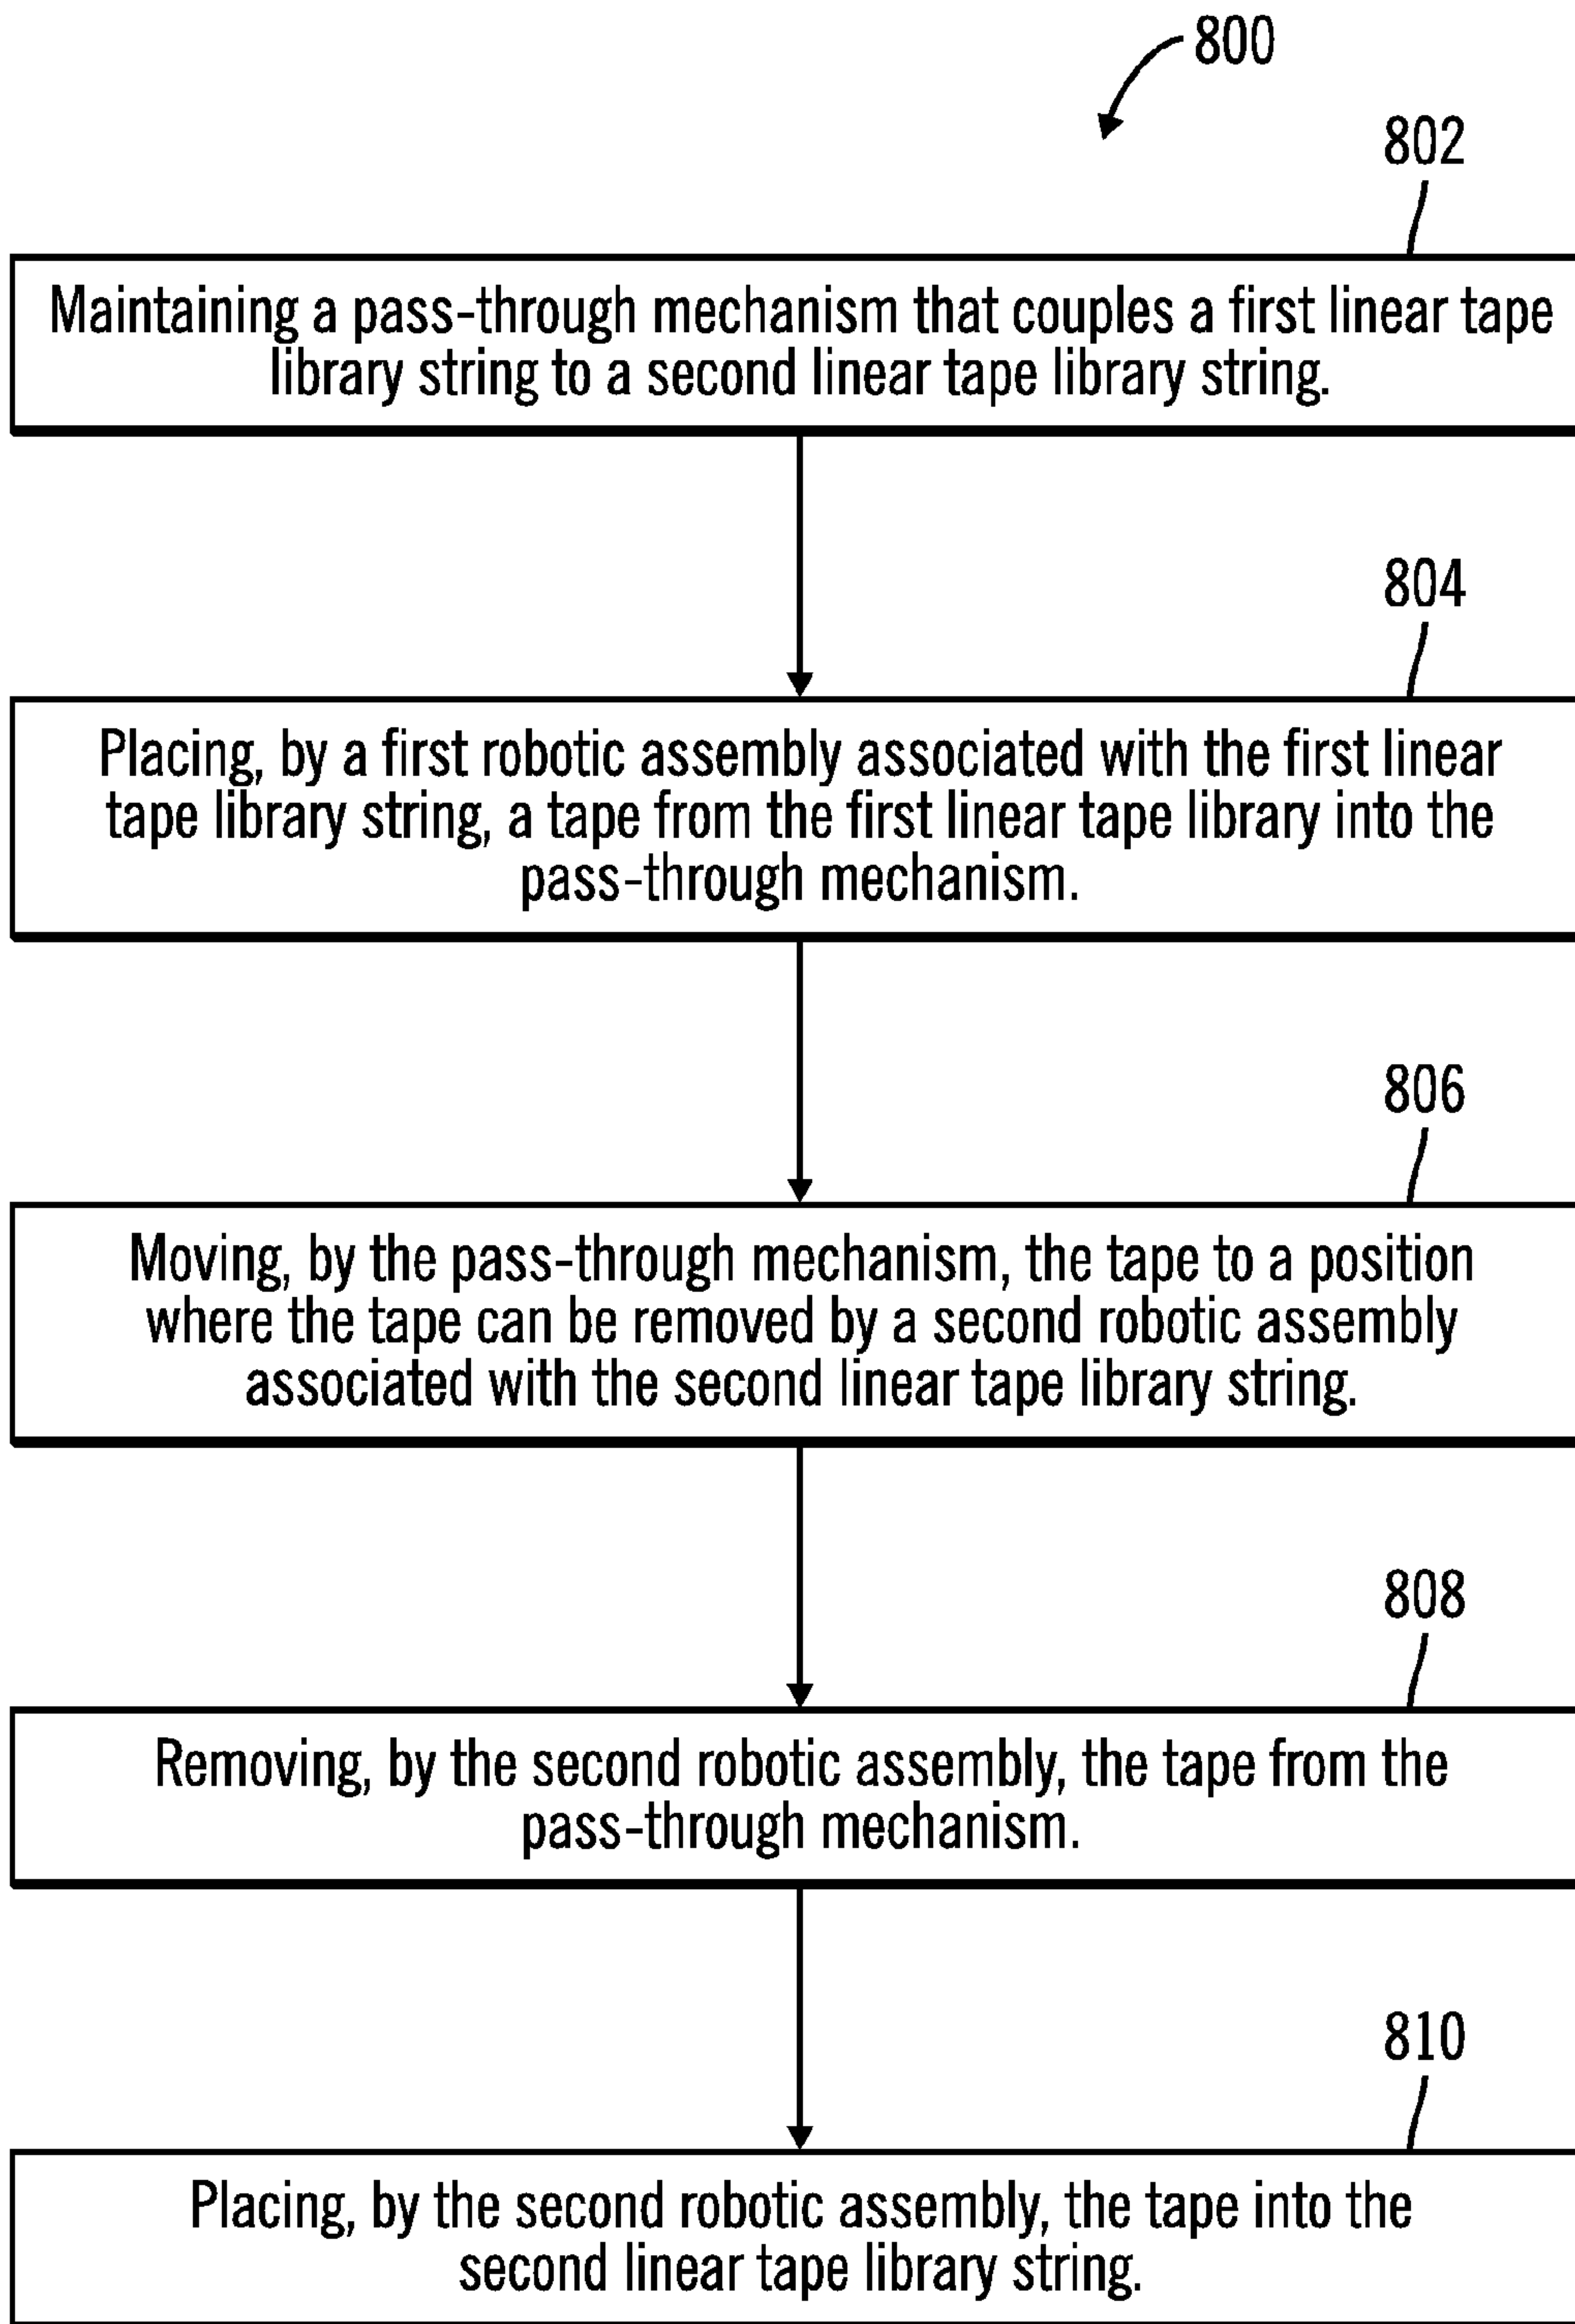 800
802
Maintaining a pass-through mechanism that couples a first linear tape
library string to a second linear tape library string.
804
Placing, by a first robotic assembly associated with the first linear
tape library string, a tape from the first linear tape library into the
pass-through mechanism.
806
Moving, by the pass-through mechanism, the tape to a position
where the tape can be removed by a second robotic assembly
associated with the second linear tape library string.
808
Removing, by the second robotic assembly, the tape from the
pass-through mechanism.
810
Placing, by the second robotic assembly, the tape into the
second linear tape library string.